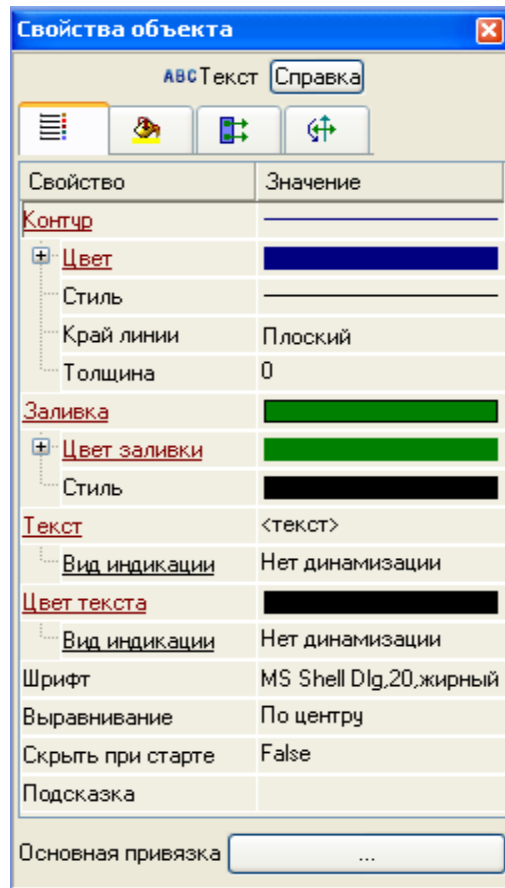 Свойства объекта
ABC Текст Справка
Свойство Значение
Контур
Цвет
Стиль
Край линии Плоский
Толщина 0
Заливка
Цвет заливки
Стиль
Текст <текст>
Вид индикации Нет динамизации
Цвет текста
Вид индикации Нет динамизации
Шрифт MS Shell Dlg,20,жирный
Выравнивание По центру
Скрыть при старте False
Подсказка
Основная привязка ...